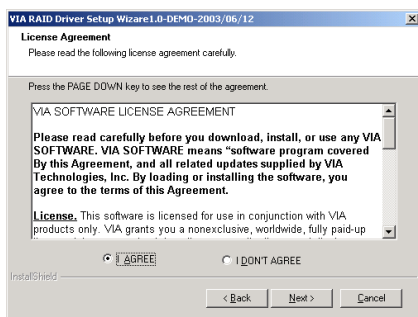 VIA RAID Driver Setup Wizare1.0-DEMO-2003/06/12
License Agreement
Please read the following license agreement carefully.
Press the PAGE DOWN key to see the rest of the agreement.
VIA SOFTWARE LICENSE AGREEMENT
Please read carefully before you download, install, or use any VIA
SOFTWARE. VIA SOFTWARE means "software program covered
By this Agreement, and all related updates supplied by VIA
Technologies, Inc. By loading or installing the software, you
agree to the terms of this Agreement.
License. This software is licensed for use in conjunction with VIA
products only. VIA grants you a nonexclusive, worldwide, fully paid-up
I AGREE
I DON'T AGREE
InstallShield
< Back
Next >
Cancel